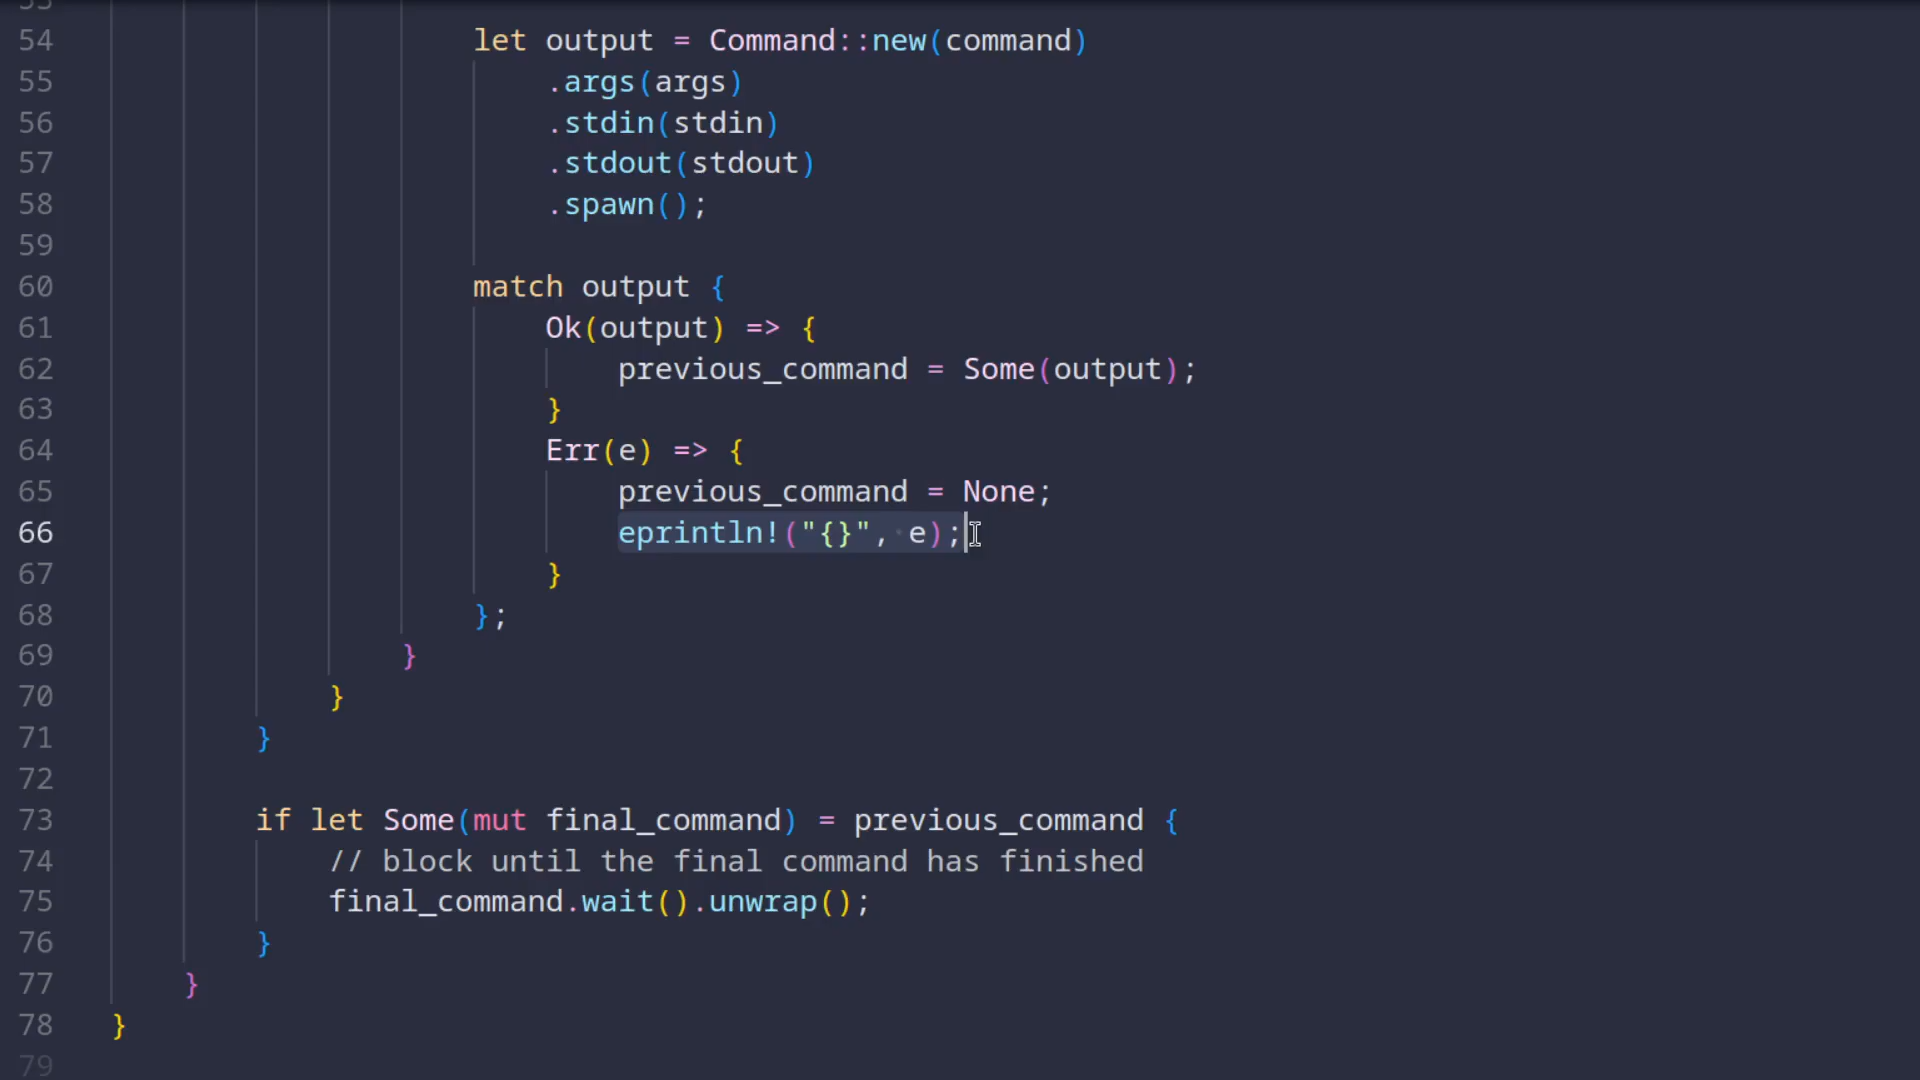 53
54 let output = Command::new(command)
55 .args(args)
56 .stdin(stdin)
57 .stdout(stdout)
58 .spawn();
59
60 match output {
61 Ok(output) => {
62 previous_command = Some(output);
63 }
64 Err(e) => {
65 previous_command = None;
66 eprintln!("{}", e);
67 }
68 };
69 }
70 }
71 }
72
73 if let Some(mut final_command) = previous_command {
74 // block until the final command has finished
75 final_command.wait().unwrap();
76 }
77 }
78 }
79